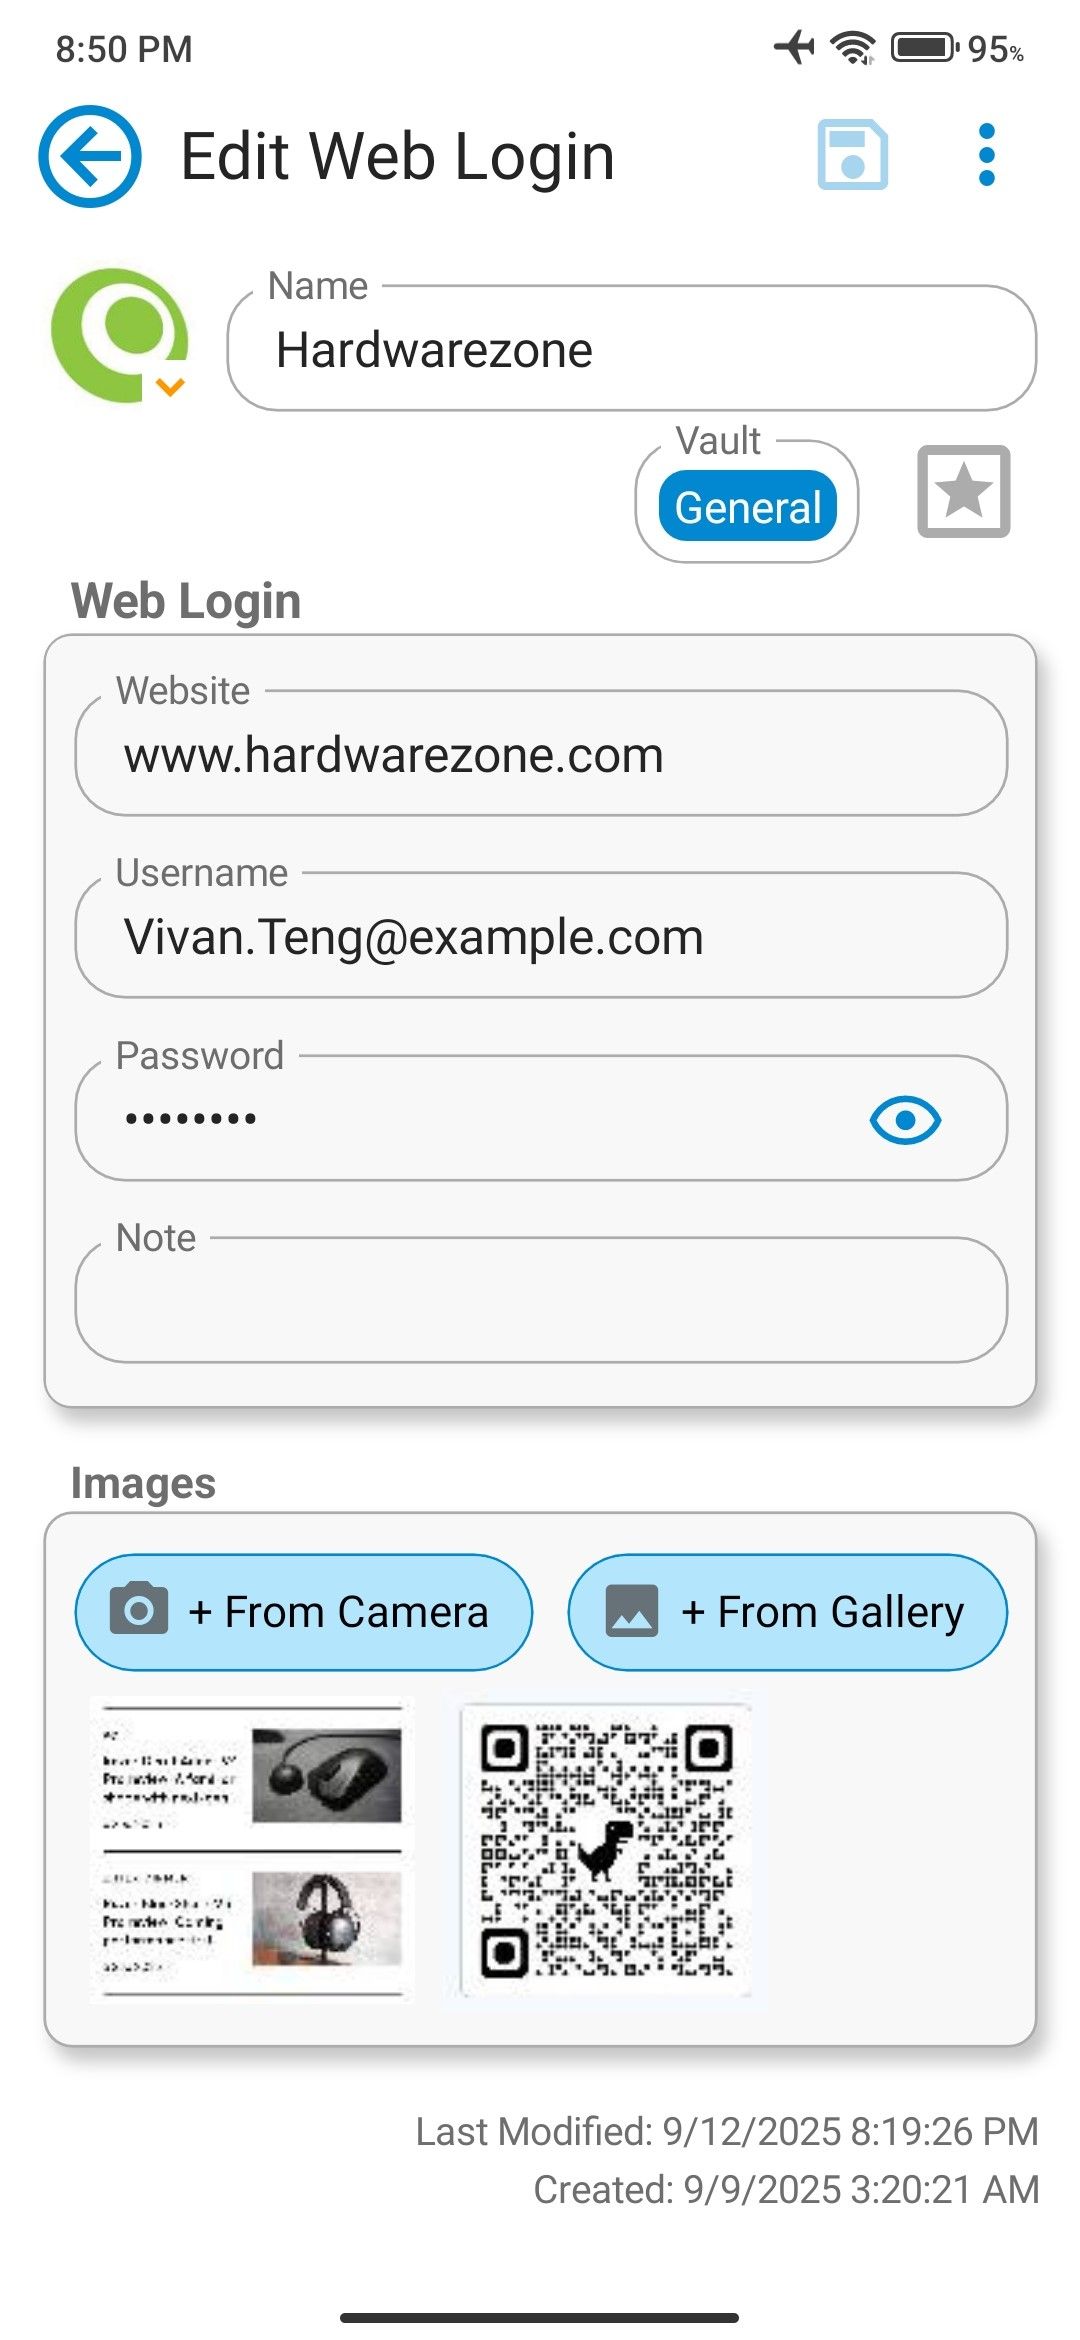 8:50 PM
95%
Edit Web Login
Name
Hardwarezone
Vault
General
Web Login
Website
www.hardwarezone.com
Username
Vivan.Teng@example.com
Password
••••••••
Note
Images
+ From Camera
+ From Gallery
Last Modified: 9/12/2025 8:19:26 PM
Created: 9/9/2025 3:20:21 AM